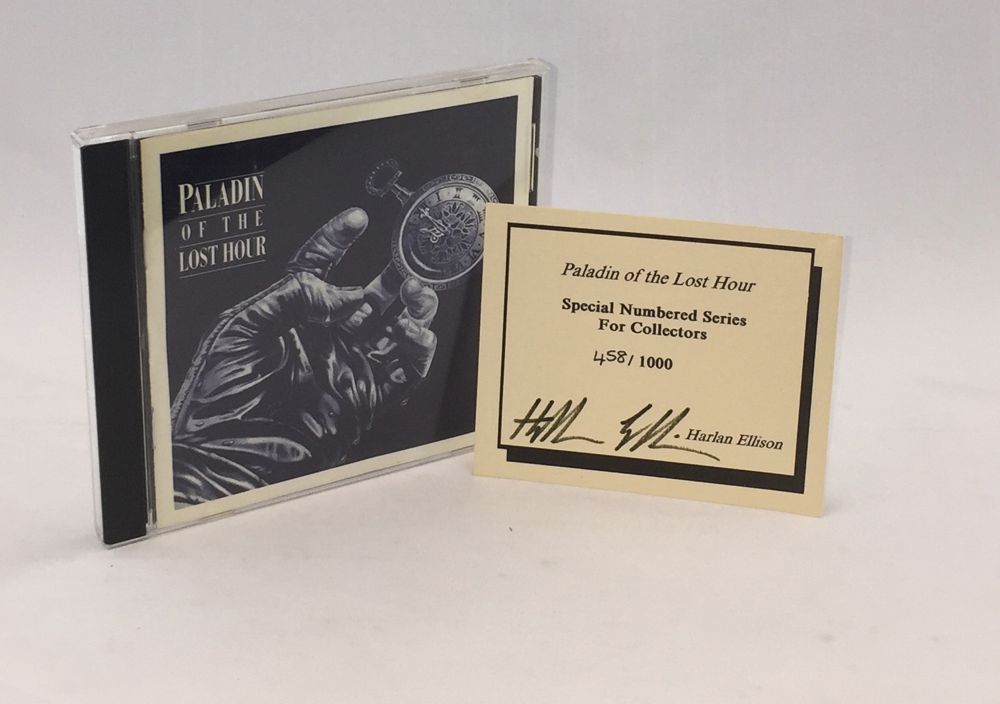 PALADIN
OF THE
LOST HOUR
Paladin of the Lost Hour
Special Numbered Series
For Collectors
458 / 1000
Harlan Ellison